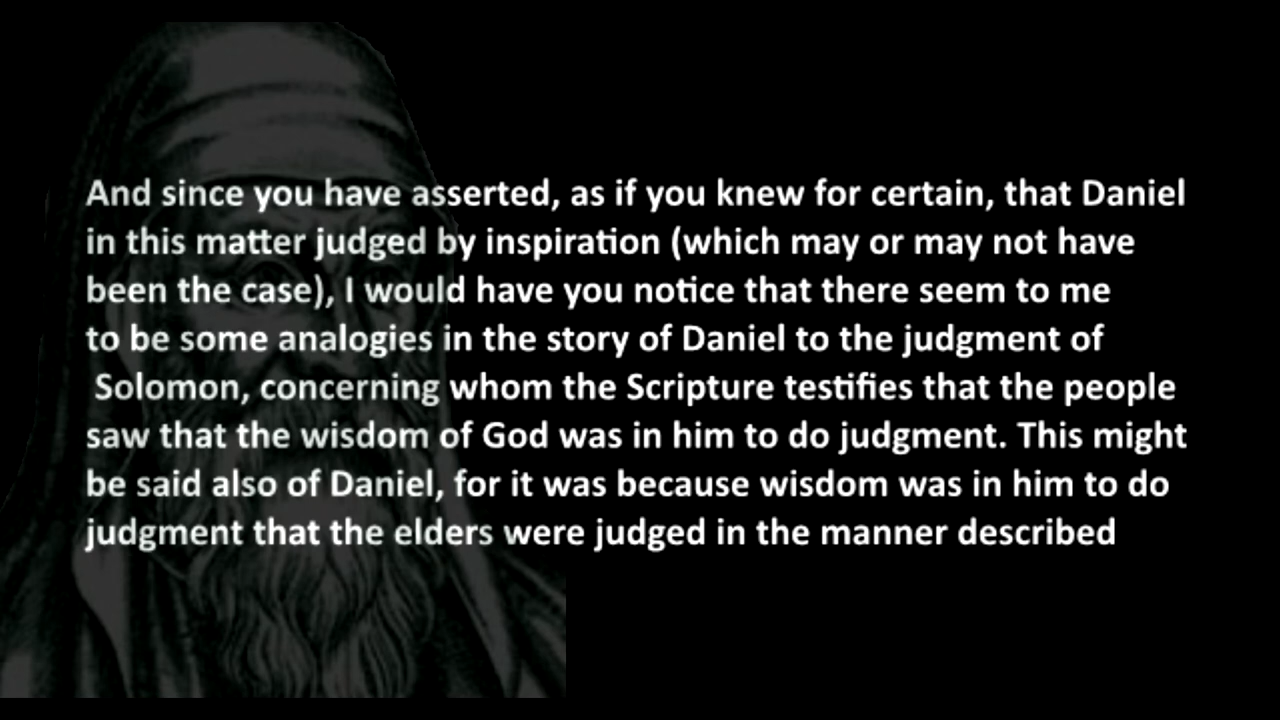 And since you have asserted, as if you knew for certain, that Daniel
in this matter judged by inspiration (which may or may not have
been the case), I would have you notice that there seem to me
to be some analogies in the story of Daniel to the judgment of
Solomon, concerning whom the Scripture testifies that the people
saw that the wisdom of God was in him to do judgment. This might
be said also of Daniel, for it was because wisdom was in him to do
judgment that the elders were judged in the manner described